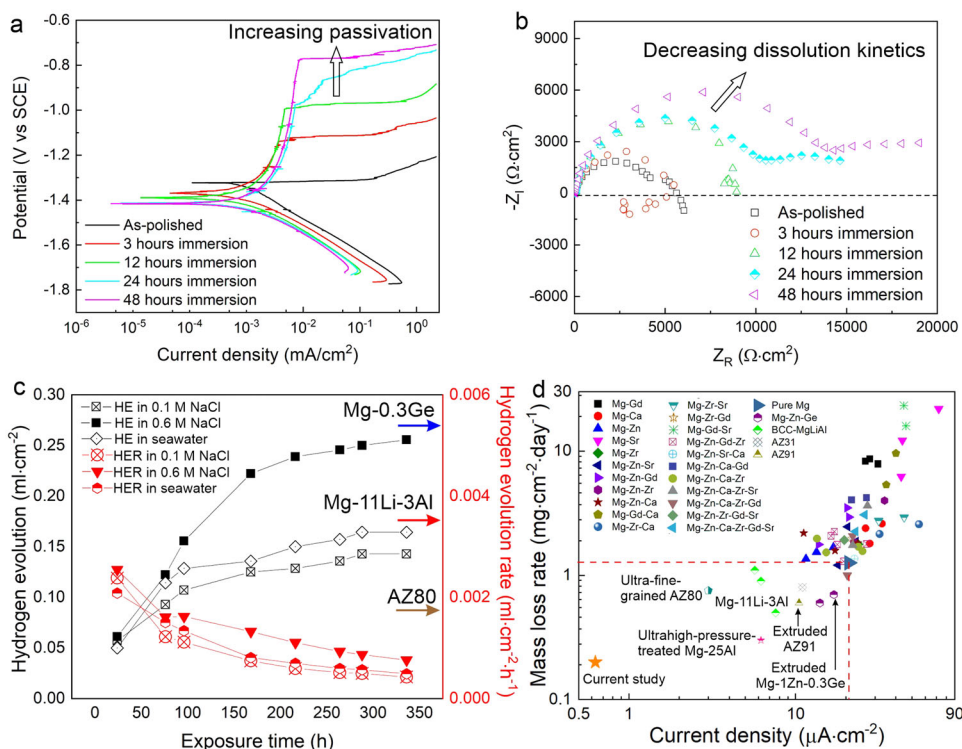 a
Increasing passivation
Potential (V vs SCE)
-0.6
-0.8
-1.0
-1.2
-1.4
-1.6
-1.8
As-polished
3 hours immersion
12 hours immersion
24 hours immersion
48 hours immersion
10⁻⁶ 10⁻⁵ 10⁻⁴ 10⁻³ 10⁻² 10⁻¹ 10⁰
Current density (mA/cm²)
b
Decreasing dissolution kinetics
-Z_I (Ω·cm²)
9000
6000
3000
0
-3000
-6000
As-polished
3 hours immersion
12 hours immersion
24 hours immersion
48 hours immersion
0 5000 10000 15000 20000
Z_R (Ω·cm²)
c
Hydrogen evolution (ml·cm⁻²)
0.30
0.25
0.20
0.15
0.10
0.05
0.00
HE in 0.1 M NaCl
HE in 0.6 M NaCl
HE in seawater
HER in 0.1 M NaCl
HER in 0.6 M NaCl
HER in seawater
Mg-0.3Ge
Mg-11Li-3Al
AZ80
0.006
0.004
0.002
0.000
Hydrogen evolution rate (ml·cm⁻²·h⁻¹)
0 50 100 150 200 250 300 350
Exposure time (h)
d
Mass loss rate (mg·cm⁻²·day⁻¹)
30
10
1
0.1
Mg-Gd
Mg-Ca
Mg-Zn
Mg-Sr
Mg-Zr
Mg-Zn-Sr
Mg-Zn-Gd
Mg-Zn-Zr
Mg-Zn-Ca
Mg-Gd-Ca
Mg-Zr-Ca
Mg-Zr-Sr
Mg-Zr-Gd
Mg-Gd-Sr
Mg-Zn-Gd-Zr
Mg-Zn-Sr-Ca
Mg-Zn-Ca-Gd
Mg-Zn-Ca-Zr
Mg-Zn-Ca-Zr-Sr
Mg-Zn-Ca-Zr-Gd
Mg-Zn-Zr-Gd-Sr
Mg-Zn-Ca-Zr-Gd-Sr
Pure Mg
Mg-Zn-Ge
BCC-MgLiAl
AZ31
AZ91
Ultra-fine-
grained AZ80
Mg-11Li-3Al
Ultrahigh-pressure-
treated Mg-25Al
Extruded
AZ91
Extruded
Mg-1Zn-0.3Ge
Current study
0.5 1 10 90
Current density (μA·cm⁻²)